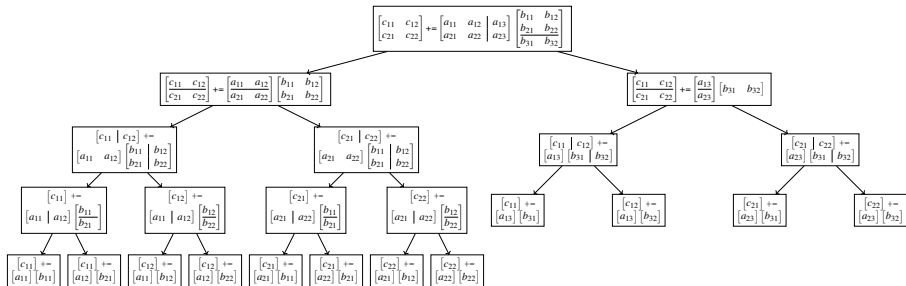 [c11 c12 c21 c22] += [a11 a12 | a13 a21 a22 | a23] [b11 b12 b21 b22 b31 b32]
[c11 c12 c21 c22] += [a11 a12 a21 a22] [b11 b12 b21 b22]
[c11 c12 c21 c22] += [a13 a23] [b31 b32]
[c11 | c12] +=
[a11 a12] [b11 | b12 b21 | b22]
[c21 | c22] +=
[a21 a22] [b11 | b12 b21 | b22]
[c11 | c12] +=
[a13] [b31 | b32]
[c21 | c22] +=
[a23] [b31 | b32]
[c11] +=
[a11 | a12] [b11 b21]
[c12] +=
[a11 | a12] [b12 b22]
[c21] +=
[a21 | a22] [b11 b21]
[c22] +=
[a21 | a22] [b12 b22]
[c11] +=
[a13] [b31]
[c12] +=
[a13] [b32]
[c21] +=
[a23] [b31]
[c22] +=
[a23] [b32]
[c11] +=
[a11] [b11]
[c11] +=
[a12] [b21]
[c12] +=
[a11] [b12]
[c12] +=
[a12] [b22]
[c21] +=
[a21] [b11]
[c21] +=
[a22] [b21]
[c22] +=
[a21] [b12]
[c22] +=
[a22] [b22]